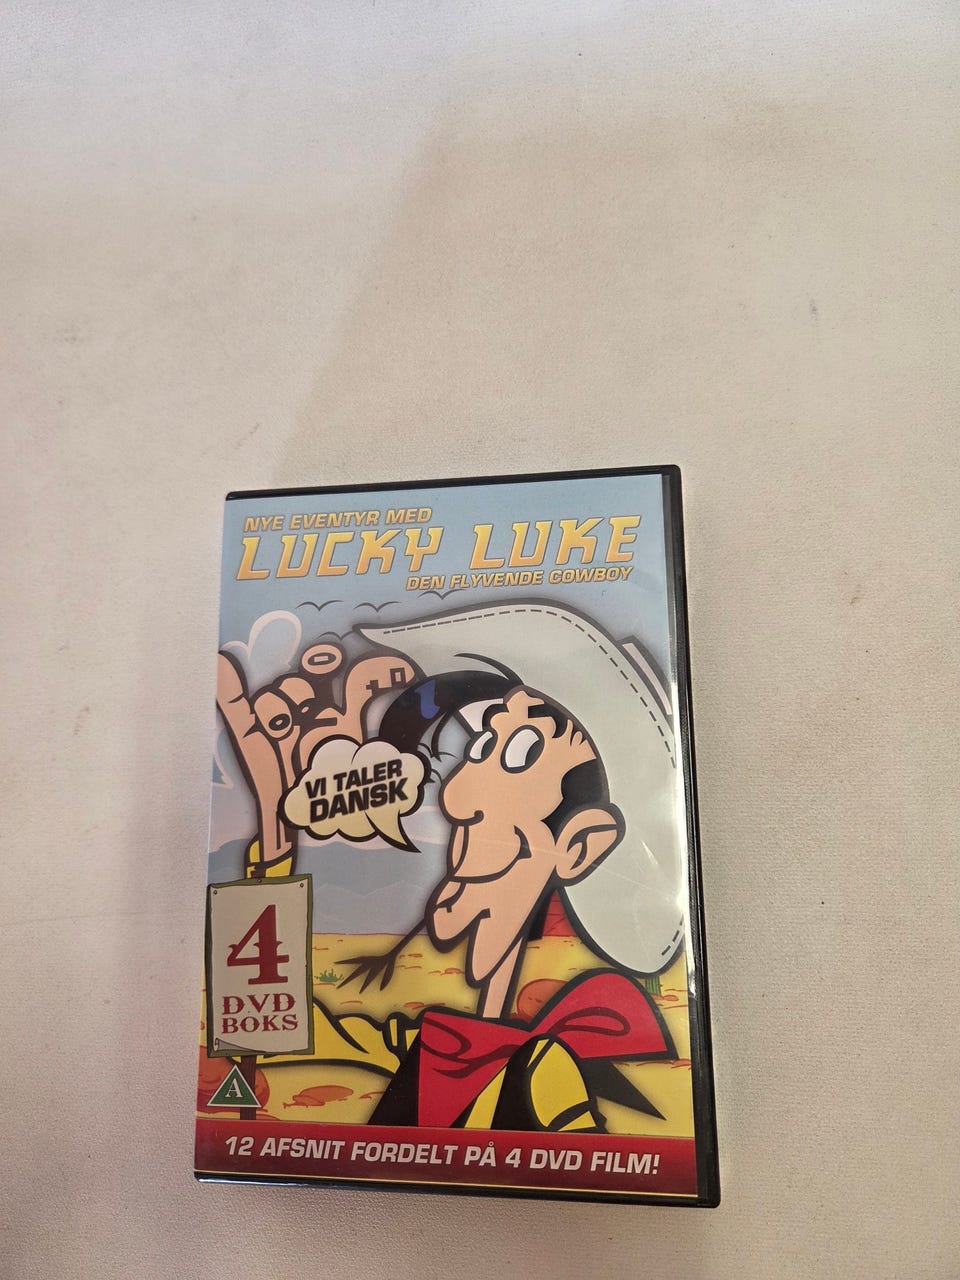 NYE EVENTYR MED
LUCKY LUKE
DEN FLYVENDE COWBOY
VI TALER
DANSK
4
DVD
BOKS
A
12 AFSNIT FORDELT PÅ 4 DVD FILM!